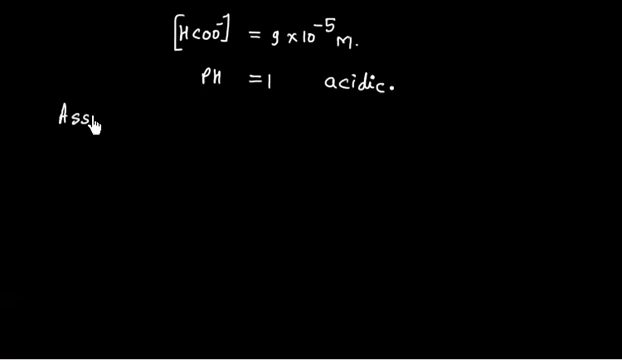 [HCOO⁻] = 9 × 10⁻⁵ M.
PH = 1 acidic.
Ass